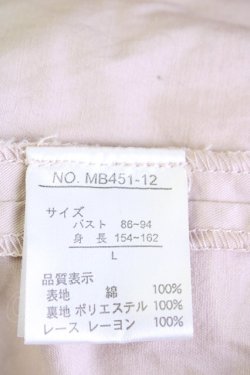 NO. MB451-12
サイズ
バスト 86~94
身 長 154~162
L
品質表示
表地 綿 100%
裏地 ポリエステル 100%
レース レーヨン 100%